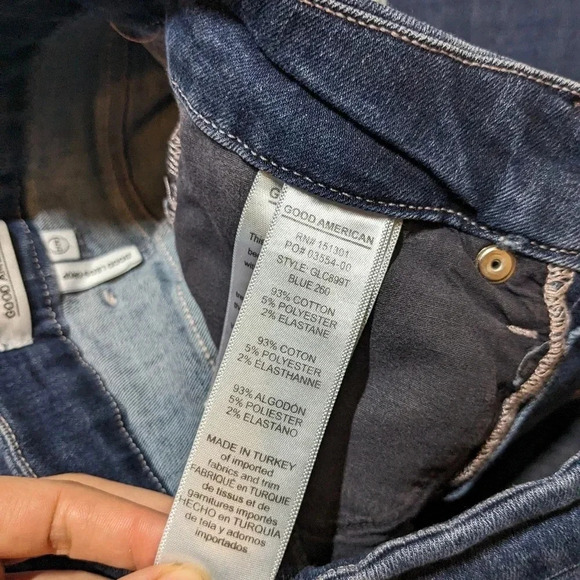 GOOD AMERICAN
RN# 151301
PO# 03554-00
STYLE GLC899T
BLUE 260
93% COTTON
5% POLYESTER
2% ELASTANE
93% COTON
5% POLYESTER
2% ELASTHANNE
93% ALGODÓN
5% POLIESTER
2% ELASTANO
MADE IN TURKEY
of imported
fabrics and trim
FABRIQUÉ EN TURQUIE
de tissus et de
garnitures importés
HECHO EN TURQUÍA
de tela y adornos
importados
GOOD AMERICAN